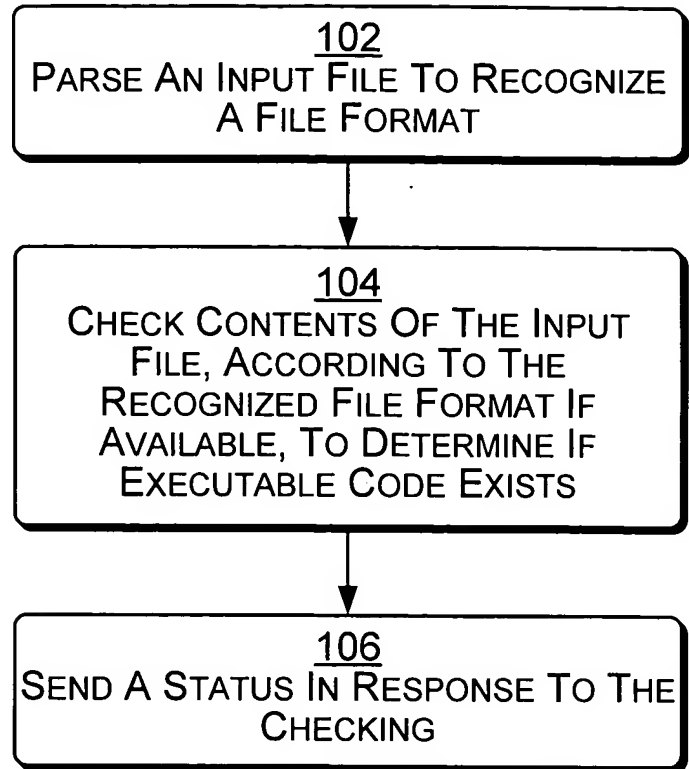 102
PARSE AN INPUT FILE TO RECOGNIZE
A FILE FORMAT
104
CHECK CONTENTS OF THE INPUT
FILE, ACCORDING TO THE
RECOGNIZED FILE FORMAT IF
AVAILABLE, TO DETERMINE IF
EXECUTABLE CODE EXISTS
106
SEND A STATUS IN RESPONSE TO THE
CHECKING